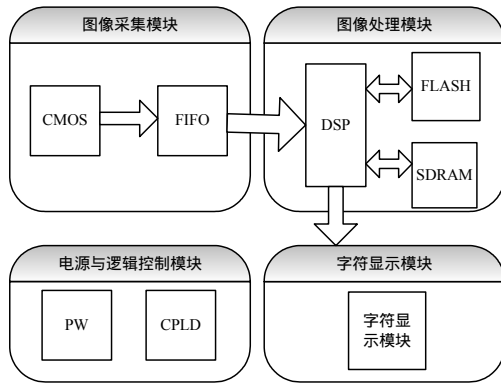 图像采集模块
CMOS
FIFO
图像处理模块
DSP
FLASH
SDRAM
电源与逻辑控制模块
PW
CPLD
字符显示模块
字符显
示模块